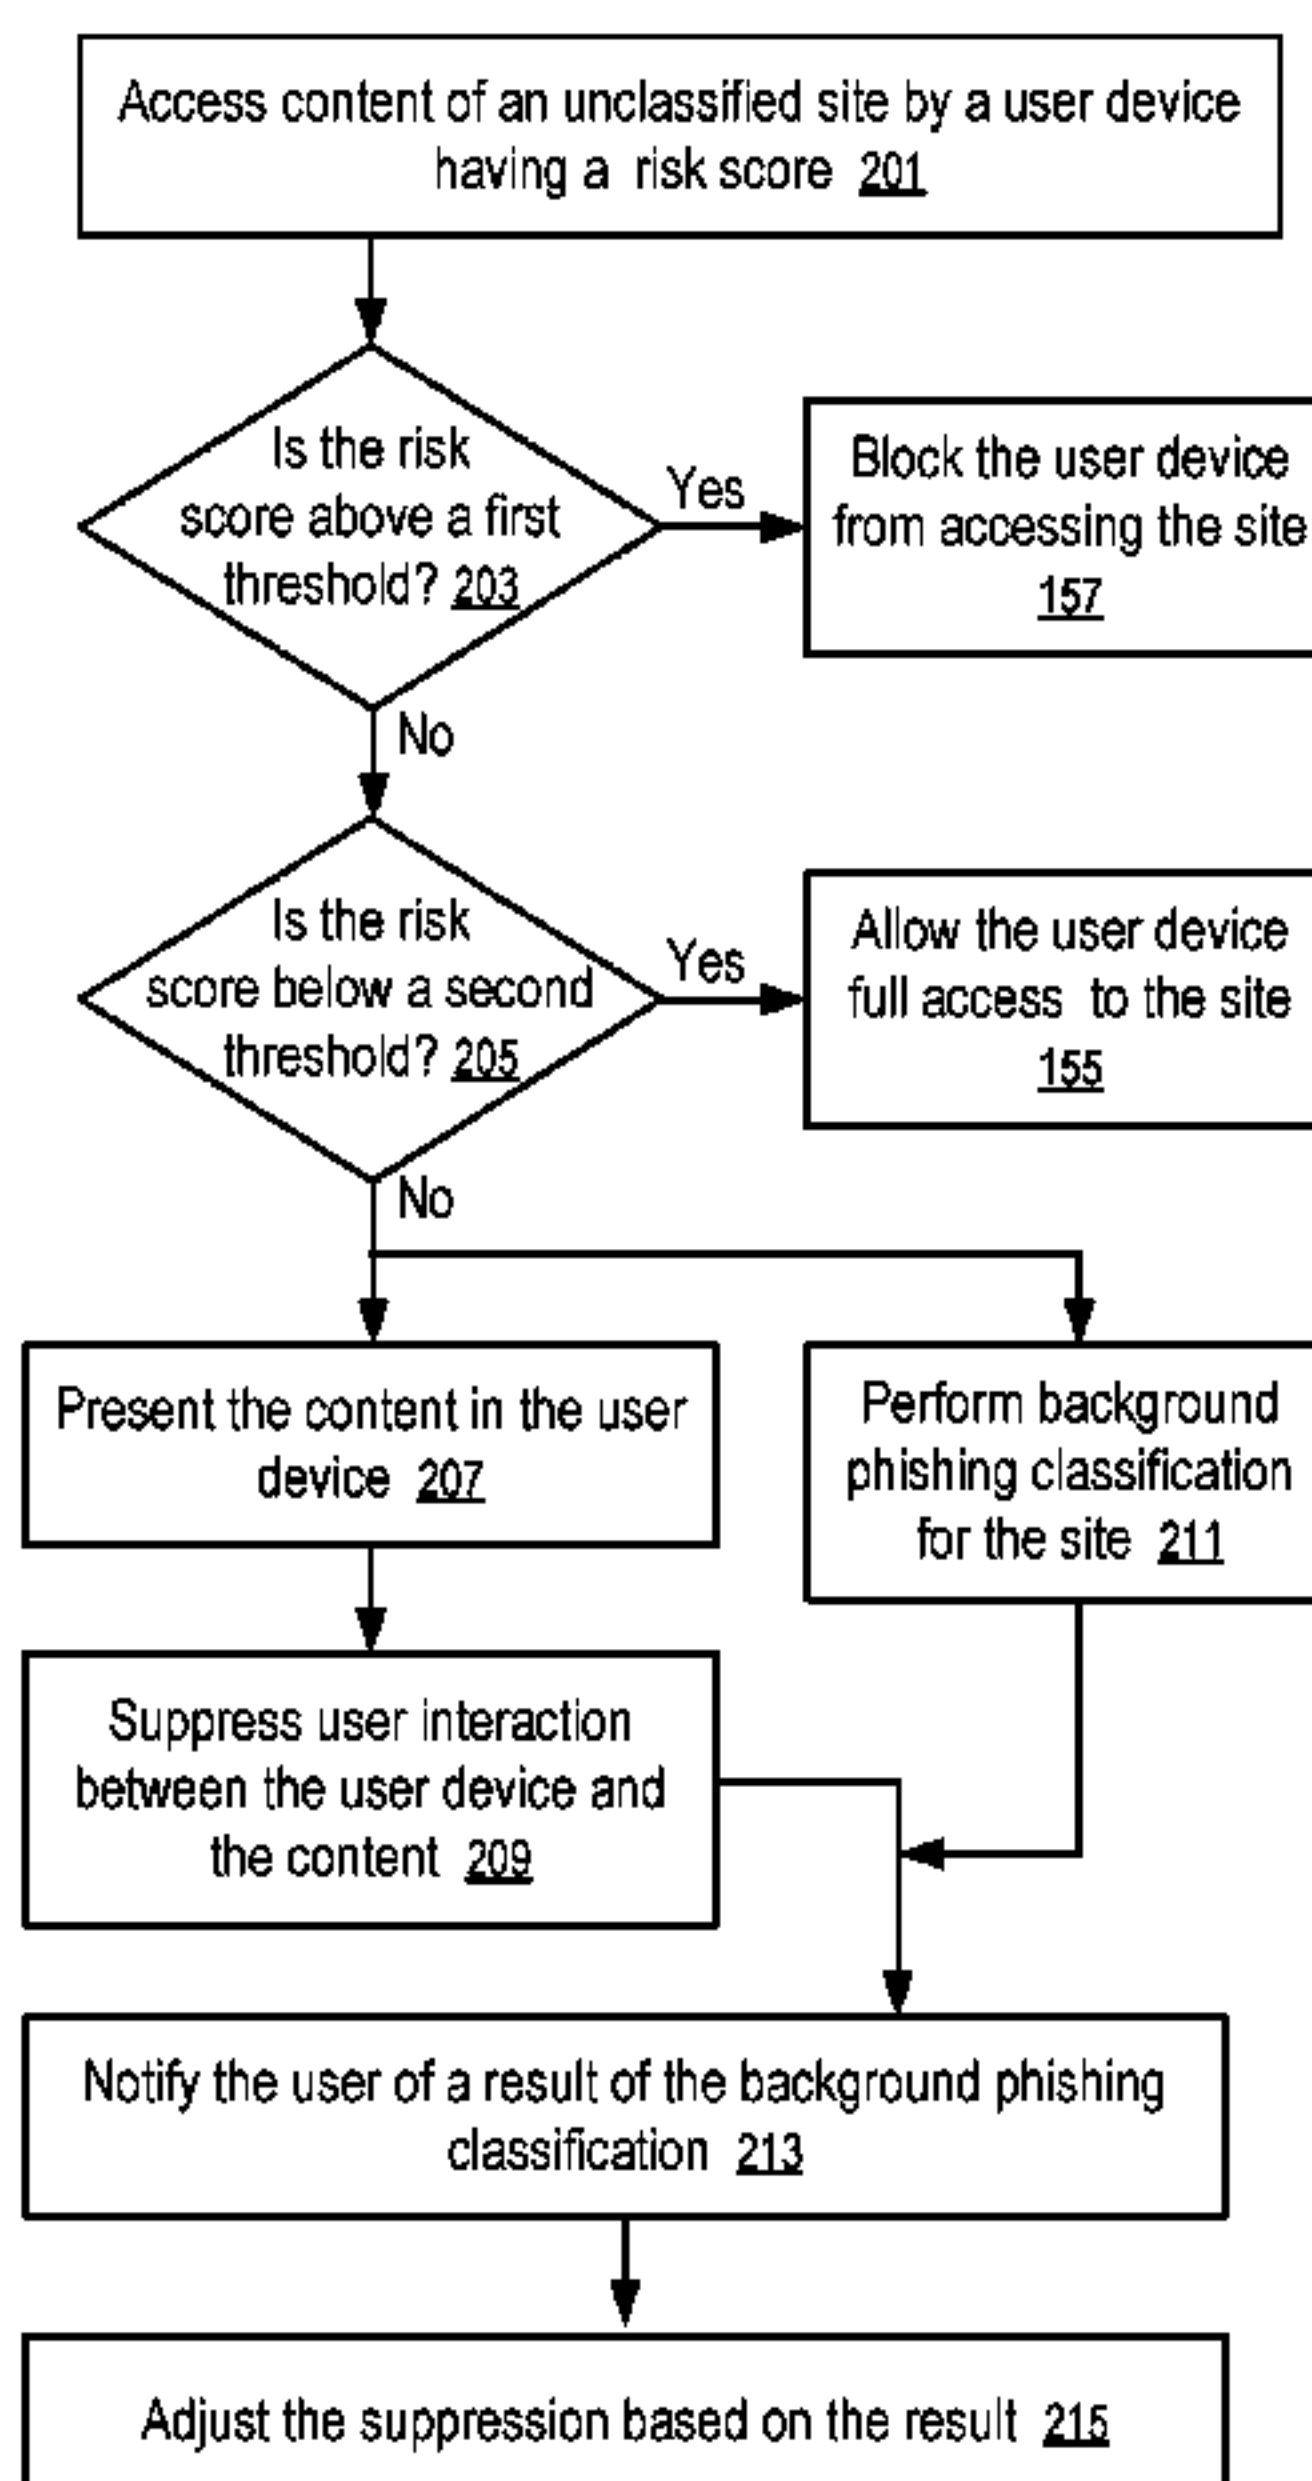 Access content of an unclassified site by a user device
having a risk score 201
Is the risk
score above a first
threshold? 203
Yes
Block the user device
from accessing the site
157
No
Is the risk
score below a second
threshold? 205
Yes
Allow the user device
full access to the site
155
No
Present the content in the user
device 207
Perform background
phishing classification
for the site 211
Suppress user interaction
between the user device and
the content 209
Notify the user of a result of the background phishing
classification 213
Adjust the suppression based on the result 215